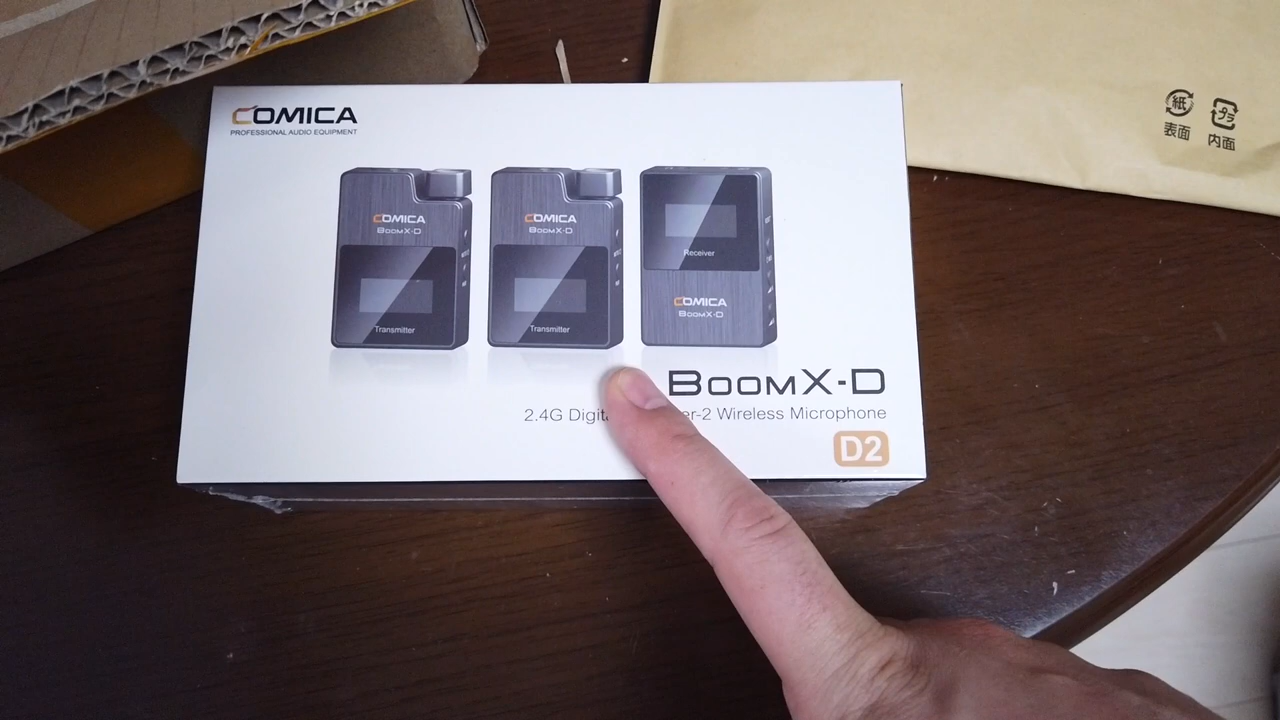 COMICA
PROFESSIONAL AUDIO EQUIPMENT
紙
プラ
表面
内面
COMICA
BOOMX-D
Transmitter
COMICA
BOOMX-D
Transmitter
Receiver
COMICA
BOOMX-D
BOOMX-D
2.4G Wireless Microphone
D2